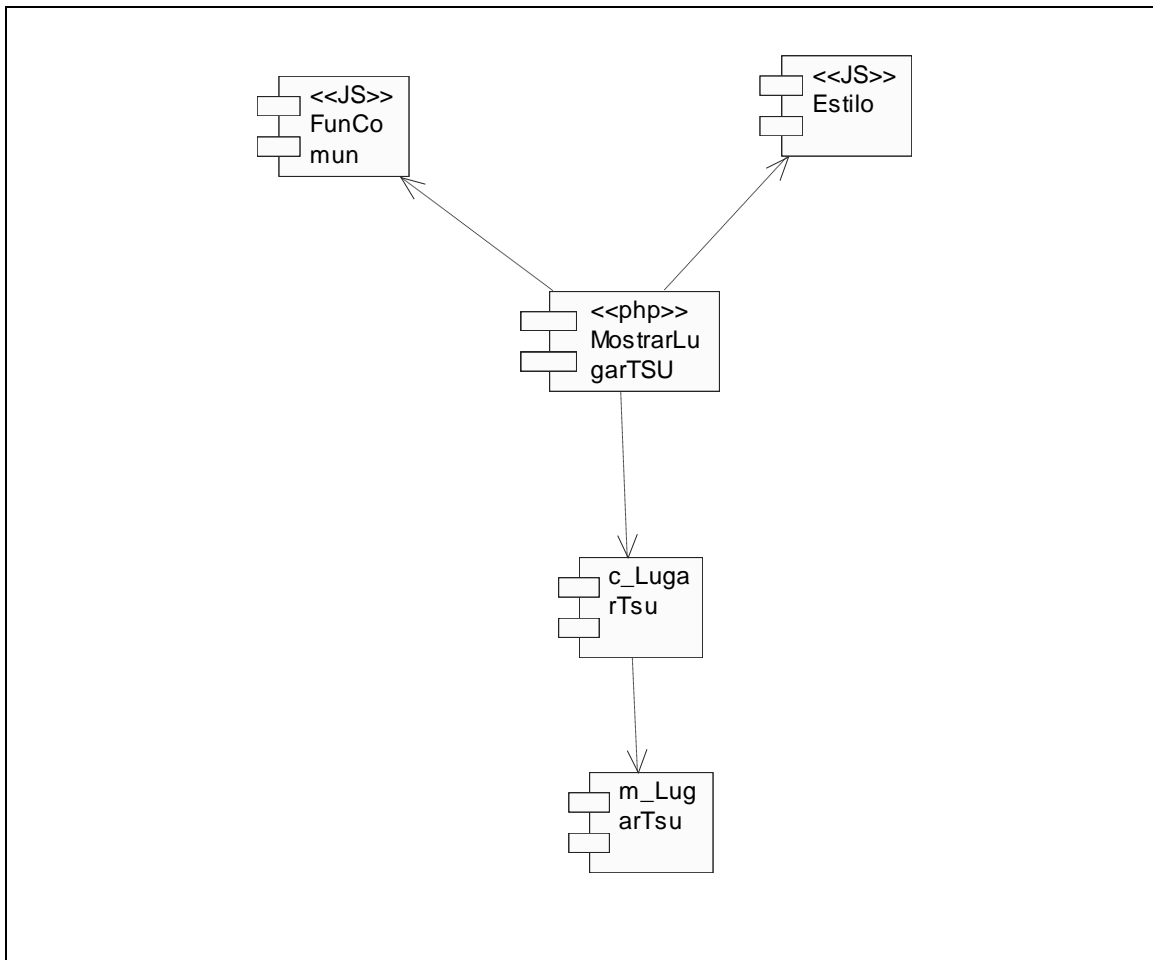 <<JS>>
FunCo
mun
<<JS>>
Estilo
<<php>>
MostrarLu
garTSU
c_Luga
rTsu
m_Lug
arTsu